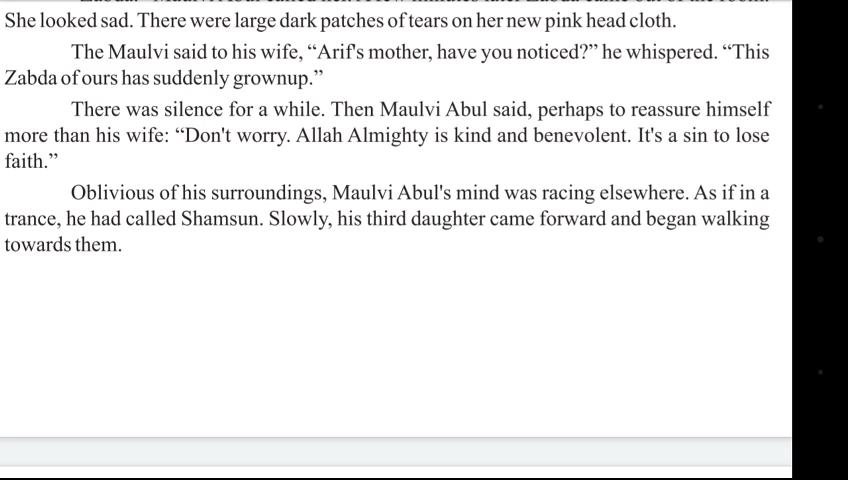 She looked sad. There were large dark patches of tears on her new pink head cloth.
The Maulvi said to his wife, “Arif's mother, have you noticed?” he whispered. “This
Zabda of ours has suddenly grownup.”
There was silence for a while. Then Maulvi Abul said, perhaps to reassure himself
more than his wife: “Don't worry. Allah Almighty is kind and benevolent. It's a sin to lose
faith.”
Oblivious of his surroundings, Maulvi Abul's mind was racing elsewhere. As if in a
trance, he had called Shamsun. Slowly, his third daughter came forward and began walking
towards them.